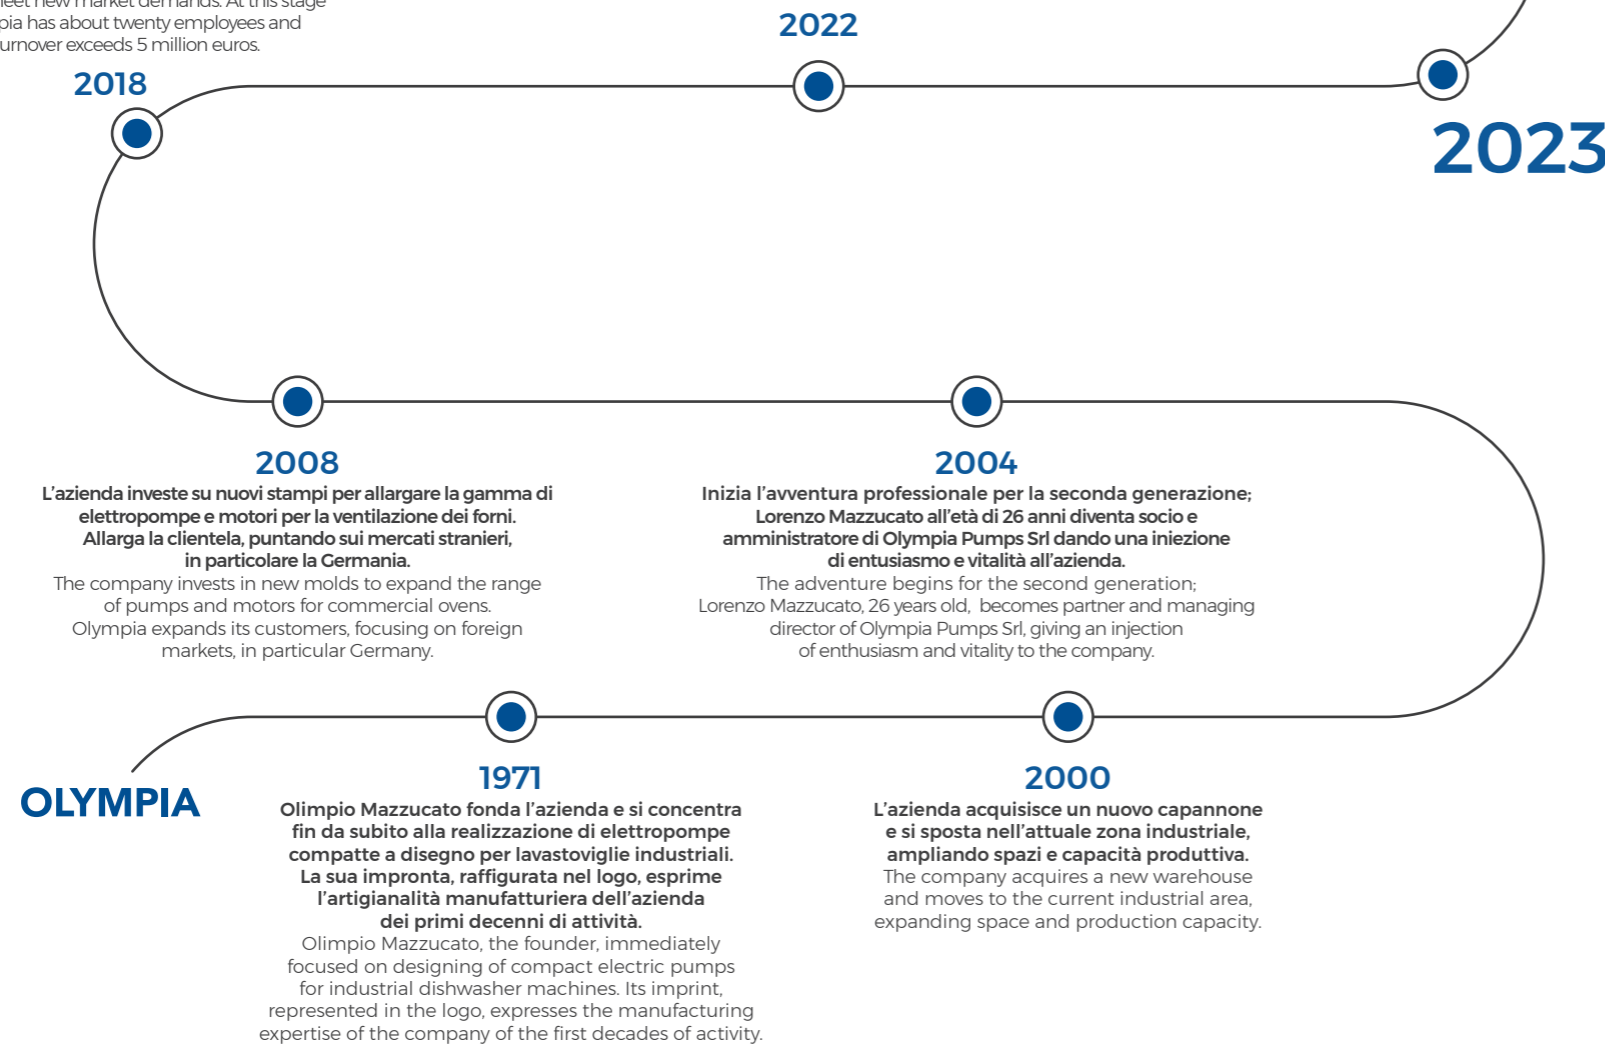 meet new market demands. At this stage
has about twenty employees and
turnover exceeds 5 million euros.
2018
2022
2023
2008
L’azienda investe su nuovi stampi per allargare la gamma di
elettropompe e motori per la ventilazione dei forni.
Allarga la clientela, puntando sui mercati stranieri,
in particolare la Germania.
The company invests in new molds to expand the range
of pumps and motors for commercial ovens.
Olympia expands its customers, focusing on foreign
markets, in particular Germany.
2004
Inizia l’avventura professionale per la seconda generazione;
Lorenzo Mazzucato all’età di 26 anni diventa socio e
amministratore di Olympia Pumps Srl dando una iniezione
di entusiasmo e vitalità all’azienda.
The adventure begins for the second generation;
Lorenzo Mazzucato, 26 years old, becomes partner and managing
director of Olympia Pumps Srl, giving an injection
of enthusiasm and vitality to the company.
OLYMPIA
1971
Olimpio Mazzucato fonda l’azienda e si concentra
fin da subito alla realizzazione di elettropompe
compatte a disegno per lavastoviglie industriali.
La sua impronta, raffigurata nel logo, esprime
l’artigianalità manufatturiera dell’azienda
dei primi decenni di attività.
Olimpio Mazzucato, the founder, immediately
focused on designing of compact electric pumps
for industrial dishwasher machines. Its imprint,
represented in the logo, expresses the manufacturing
expertise of the company of the first decades of activity.
2000
L’azienda acquisisce un nuovo capannone
e si sposta nell’attuale zona industriale,
ampliando spazi e capacità produttiva.
The company acquires a new warehouse
and moves to the current industrial area,
expanding space and production capacity.